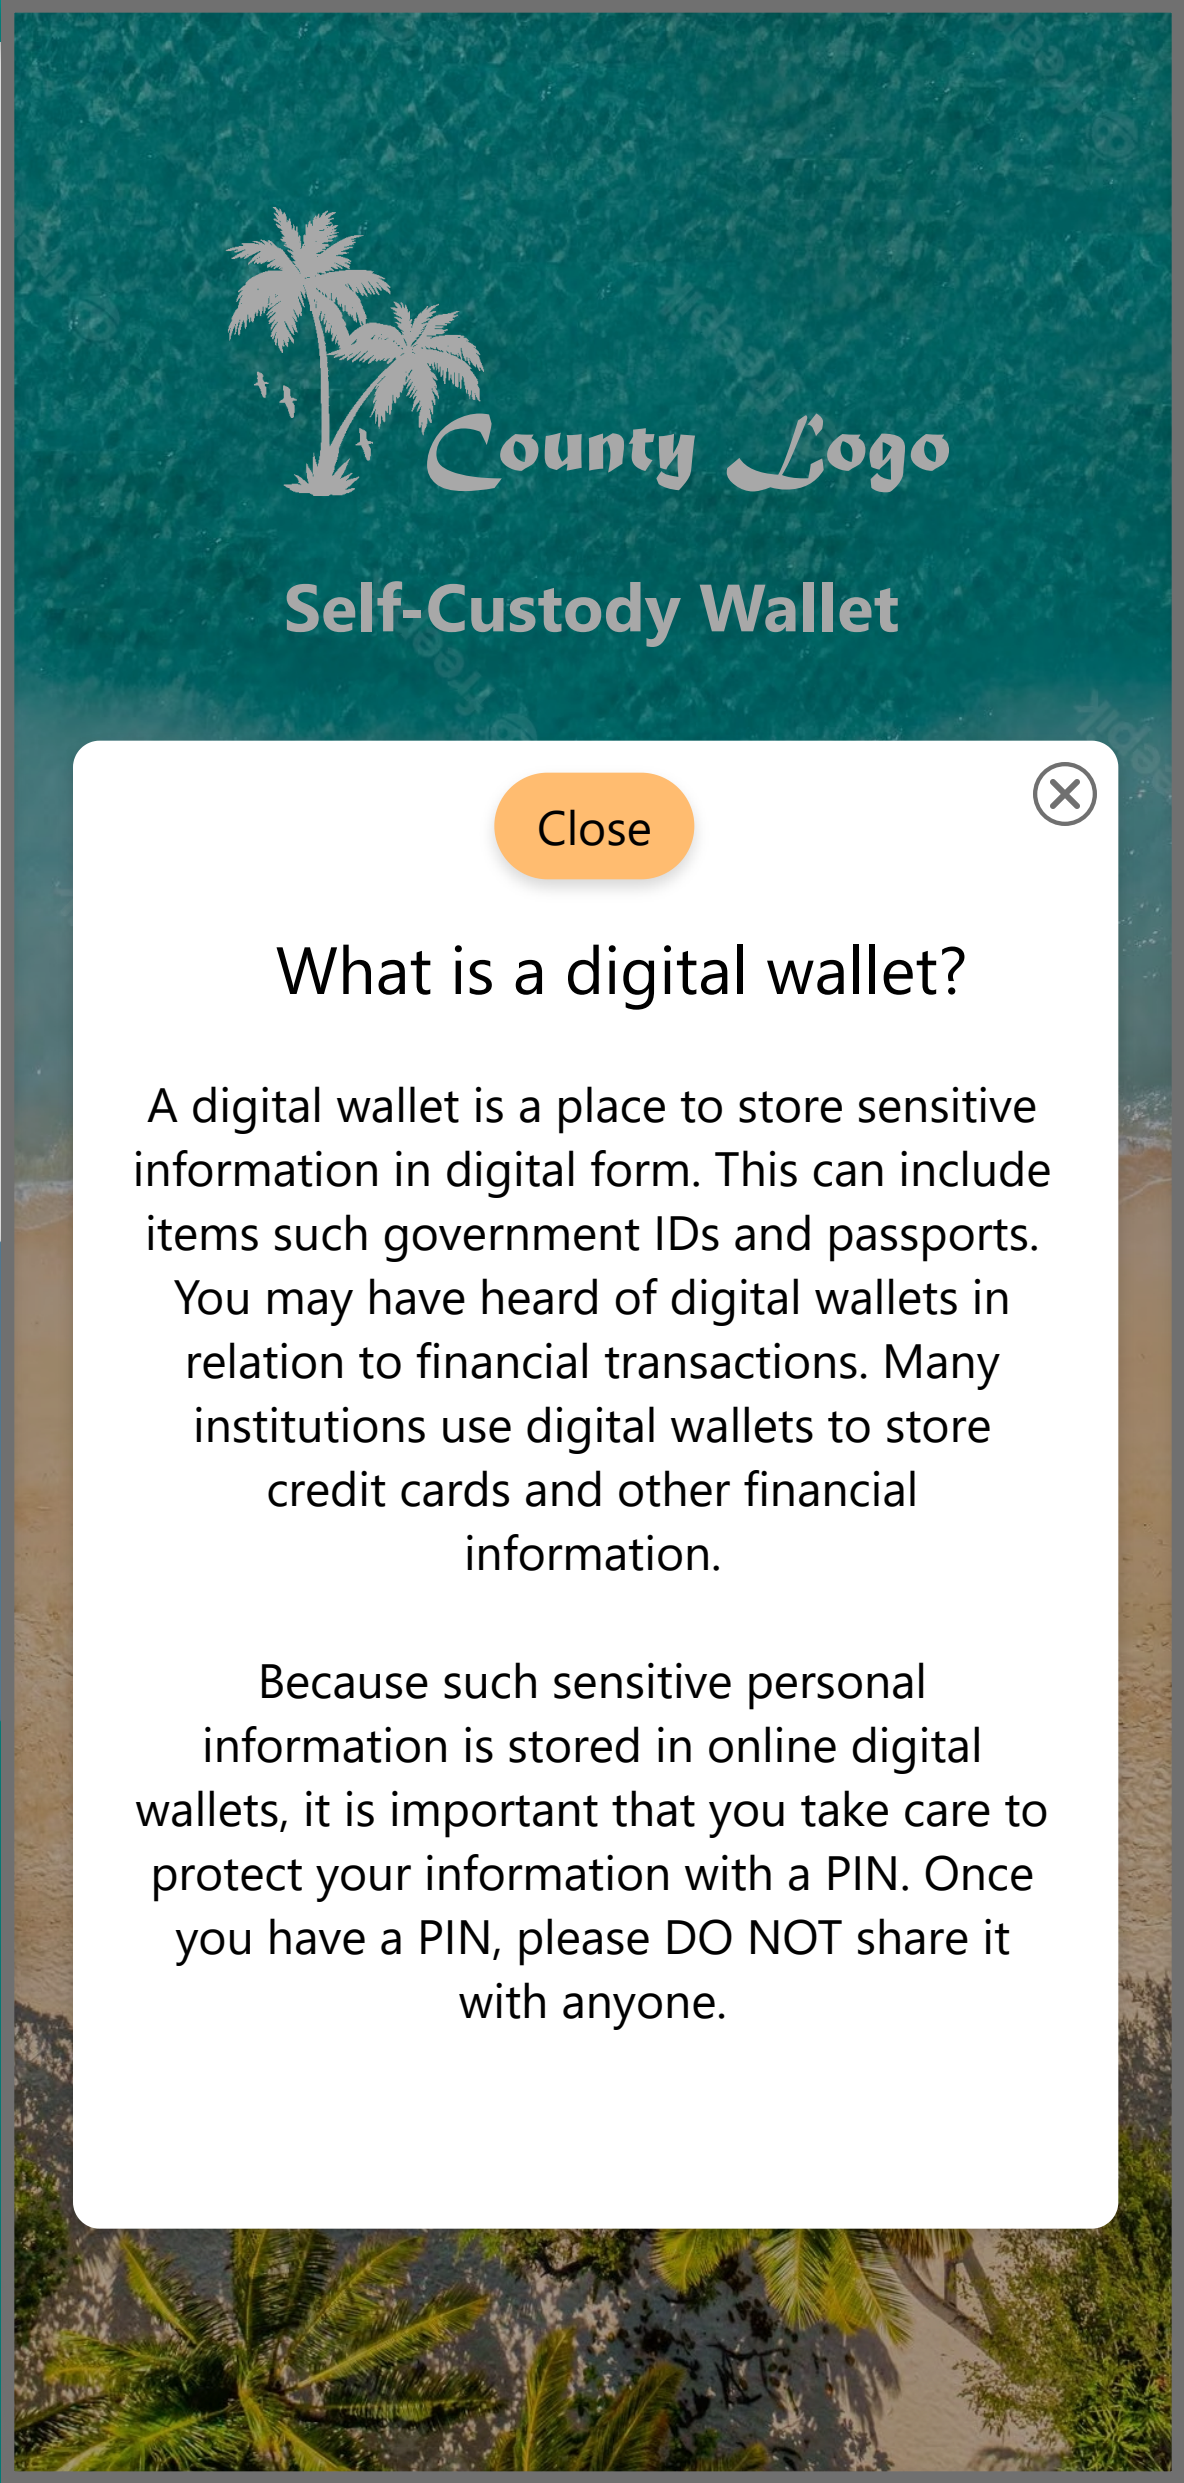 County Logo
Self-Custody Wallet
Close
What is a digital wallet?
A digital wallet is a place to store sensitive
information in digital form. This can include
items such government IDs and passports.
You may have heard of digital wallets in
relation to financial transactions. Many
institutions use digital wallets to store
credit cards and other financial
information.
Because such sensitive personal
information is stored in online digital
wallets, it is important that you take care to
protect your information with a PIN. Once
you have a PIN, please DO NOT share it
with anyone.